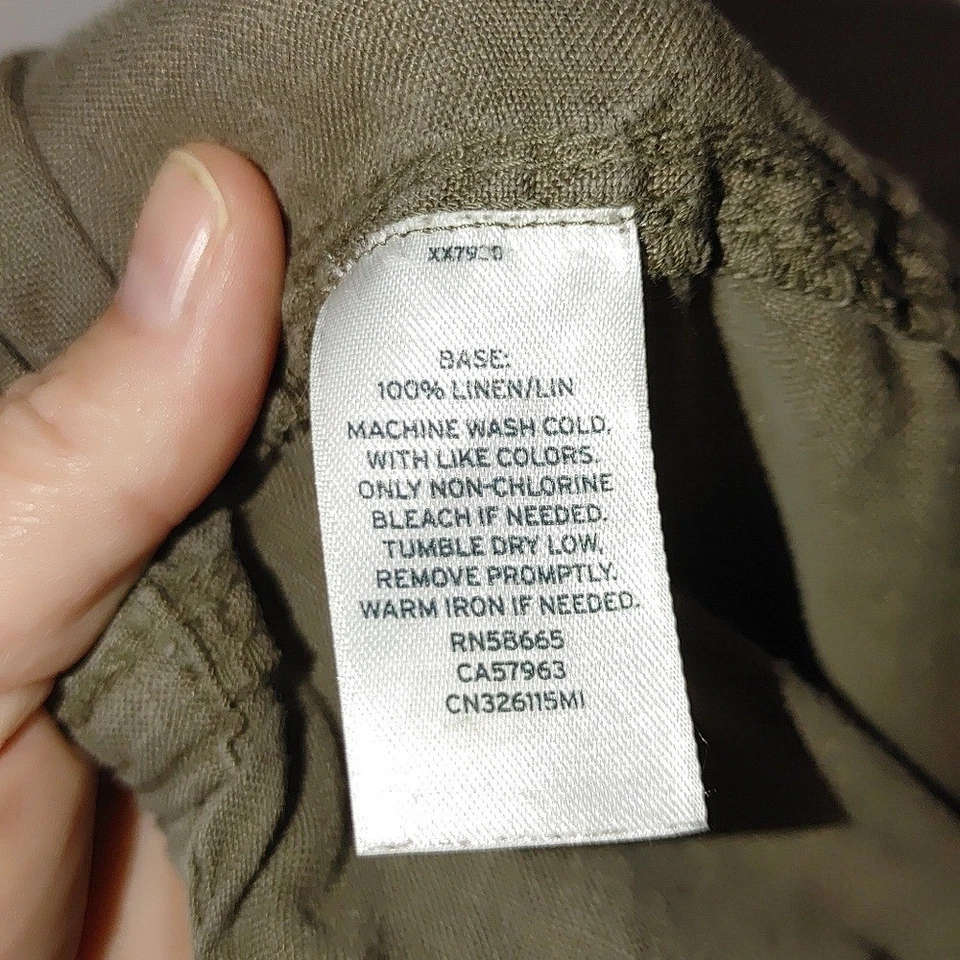 BASE:
100% LINEN/LIN
MACHINE WASH COLD,
WITH LIKE COLORS.
ONLY NON-CHLORINE
BLEACH IF NEEDED.
TUMBLE DRY LOW,
REMOVE PROMPTLY.
WARM IRON IF NEEDED.
RN58665
CA57963
CN326115MI